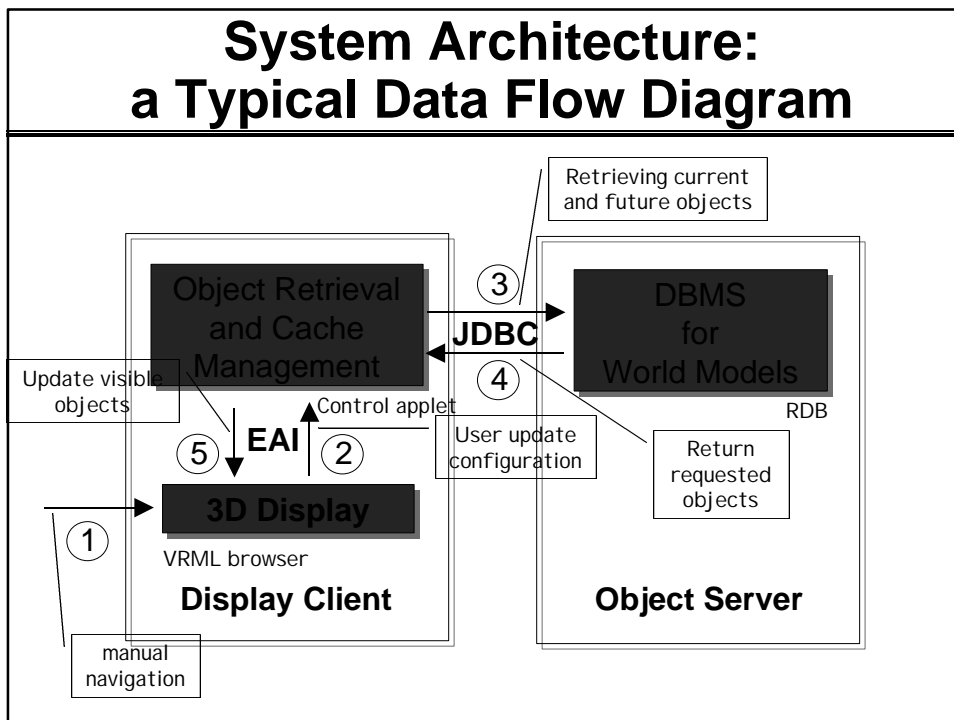 System Architecture:
a Typical Data Flow Diagram
Retrieving current
and future objects
Object Retrieval
and Cache
Management
3
JDBC
4
DBMS
for
World Models
RDB
Update visible
objects
Control applet
5
EAI
2
User update
configuration
Return
requested
objects
1
3D Display
VRML browser
Display Client
Object Server
manual
navigation